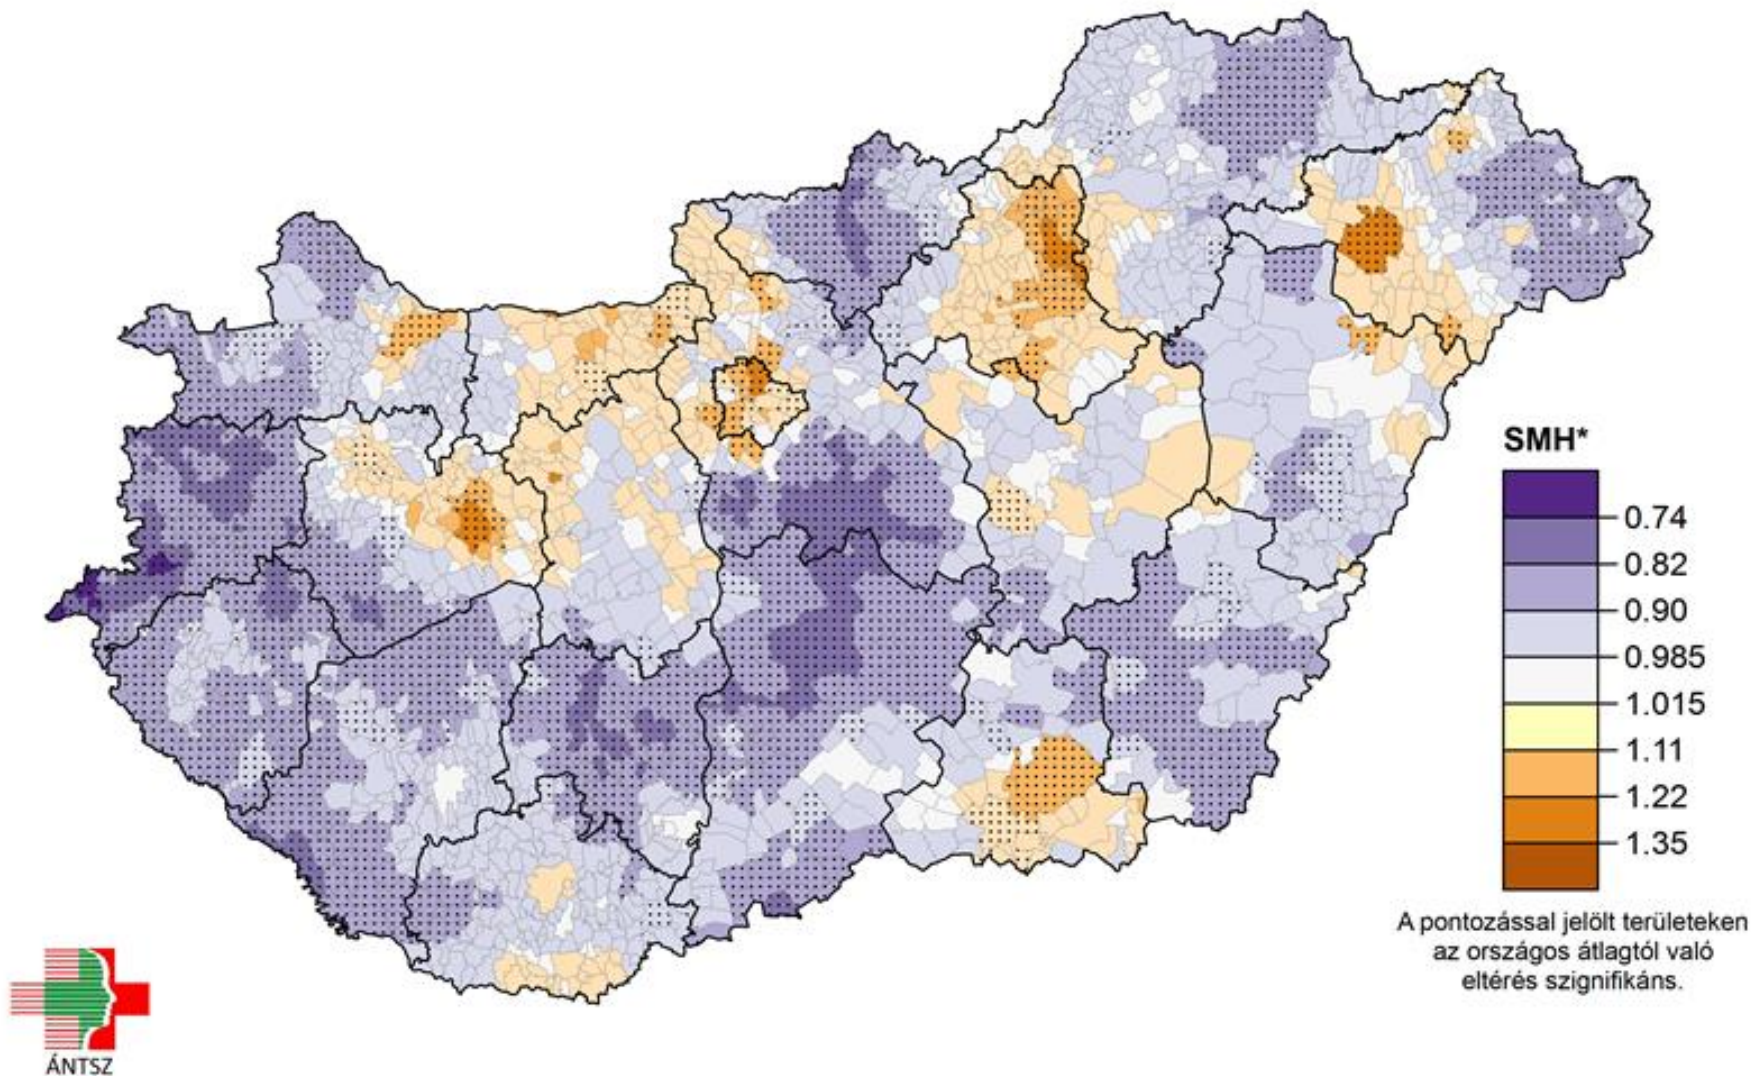 SMH*
0.74
0.82
0.90
0.985
1.015
1.11
1.22
1.35
A pontozással jelölt területeken
az országos átlagtól való
eltérés szignifikáns.
ÁNTSZ